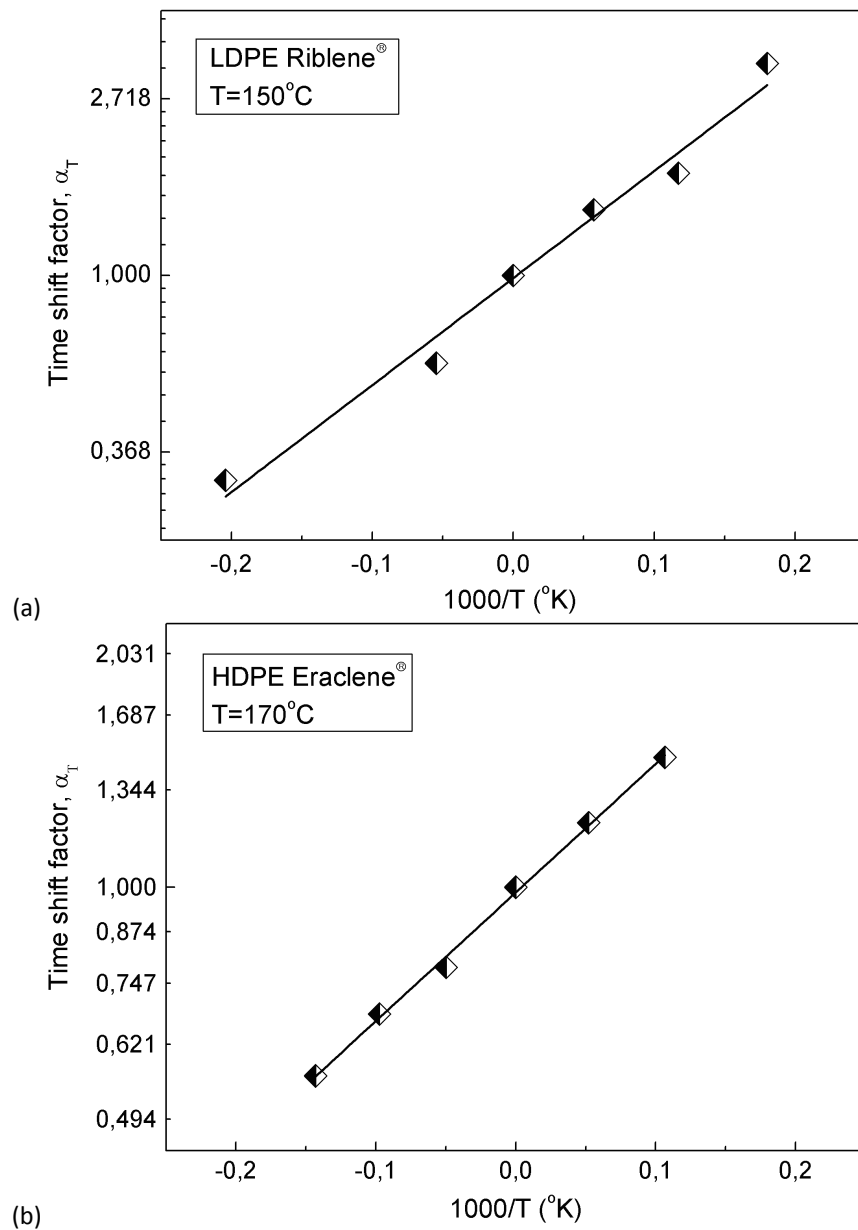 LDPE Riblene®
T=150°C
2,718
1,000
0,368
Time shift factor, α_T
-0,2 -0,1 0,0 0,1 0,2
1000/T (°K)
(a)
HDPE Eraclene®
T=170°C
2,031
1,687
1,344
1,000
0,874
0,747
0,621
0,494
Time shift factor, α_T
-0,2 -0,1 0,0 0,1 0,2
1000/T (°K)
(b)